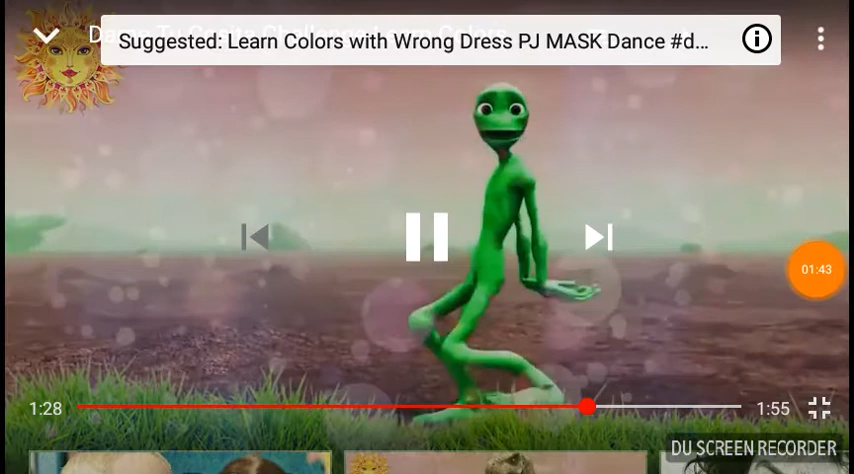 Suggested: Learn Colors with Wrong Dress PJ MASK Dance #d...
01:43
1:28
1:55
DU SCREEN RECORDER